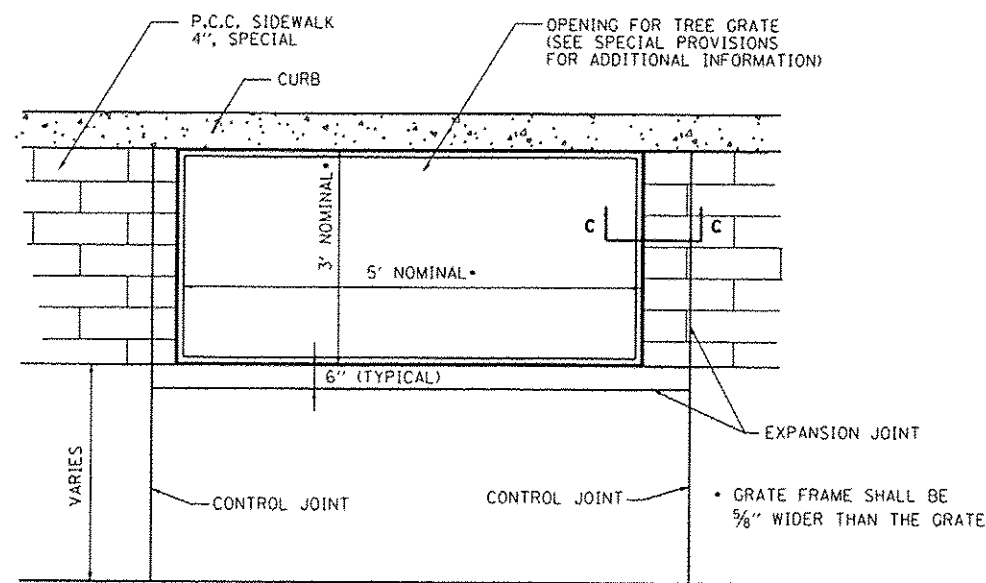 P.C.C. SIDEWALK
4", SPECIAL
CURB
OPENING FOR TREE GRATE
(SEE SPECIAL PROVISIONS
FOR ADDITIONAL INFORMATION)
3' NOMINAL•
C
C
5' NOMINAL•
6" (TYPICAL)
EXPANSION JOINT
VARIES
CONTROL JOINT
CONTROL JOINT
• GRATE FRAME SHALL BE
⅝" WIDER THAN THE GRATE